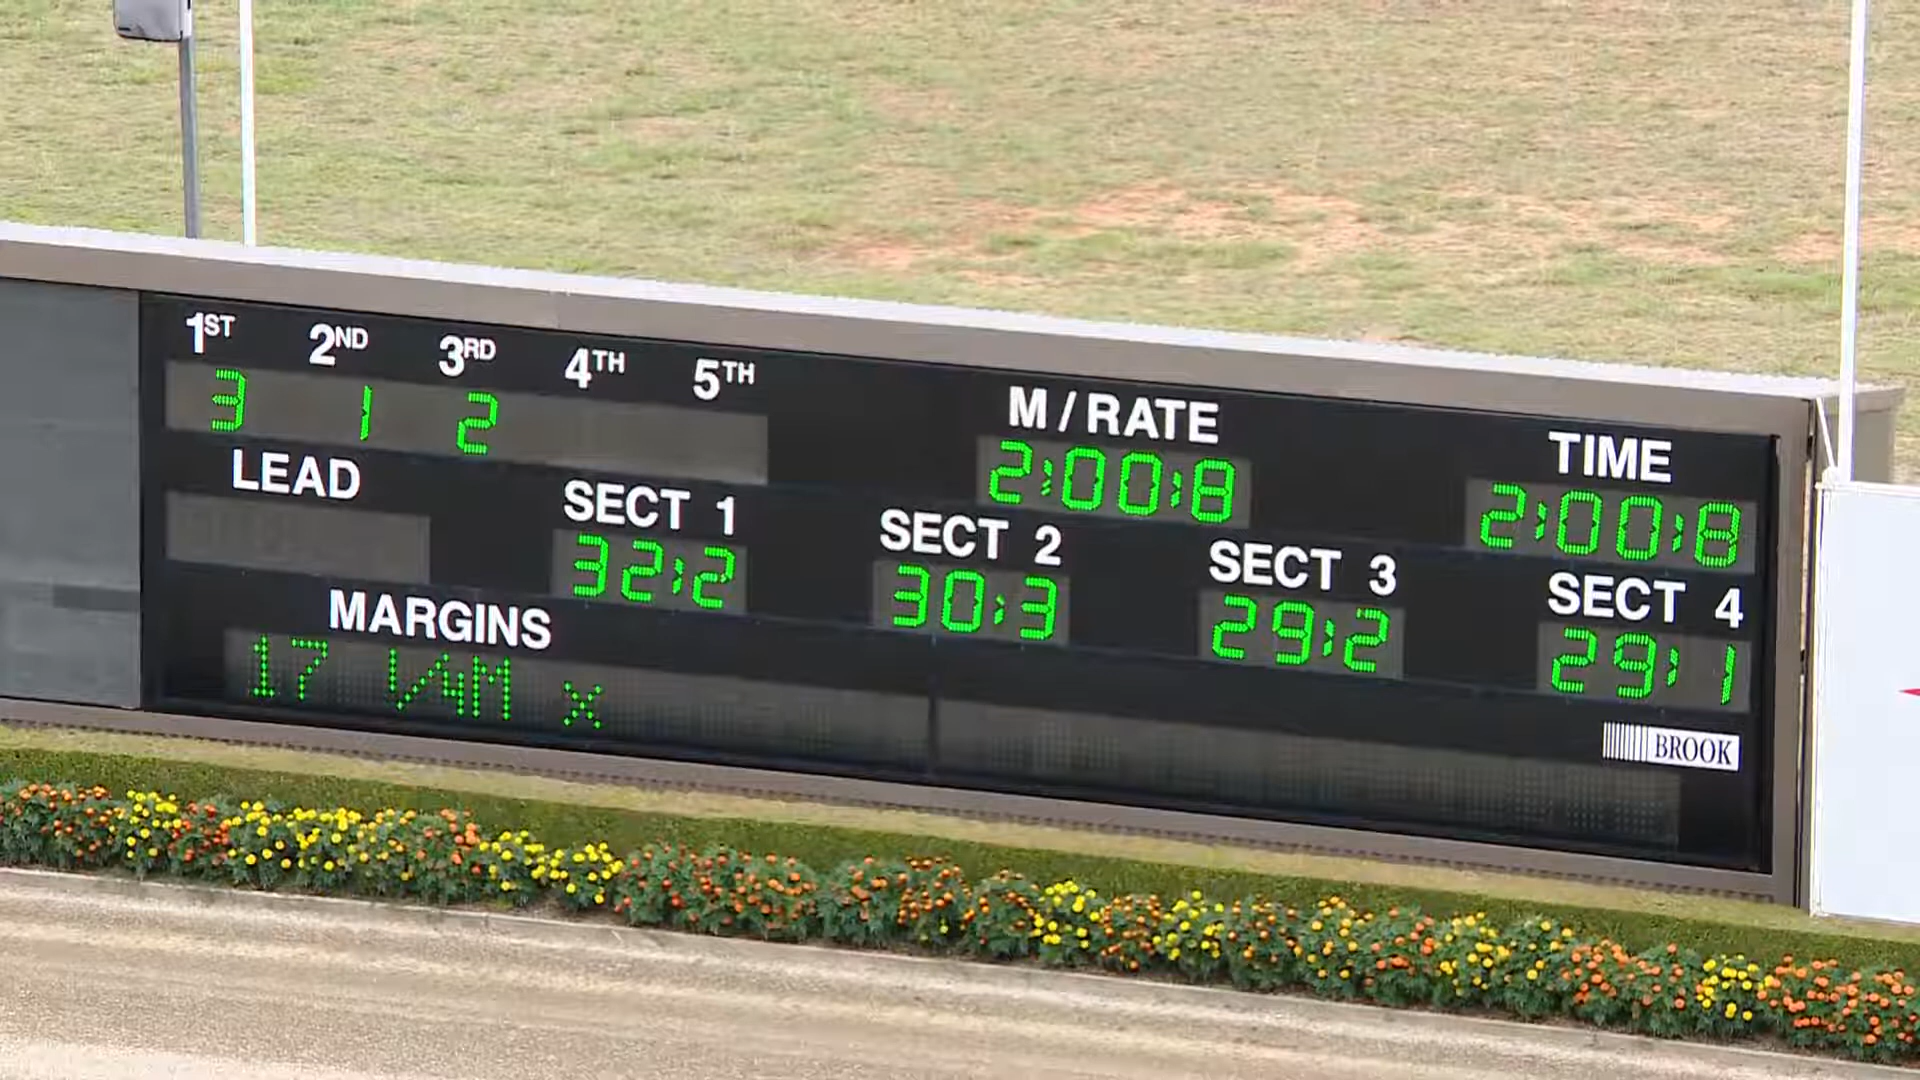 1ST 2ND 3RD 4TH 5TH
3 1 2
M/RATE
2:00:8
TIME
2:00:8
LEAD
SECT 1
32:2
SECT 2
30:3
SECT 3
29:2
SECT 4
29:1
MARGINS
17 1/4M x
BROOK